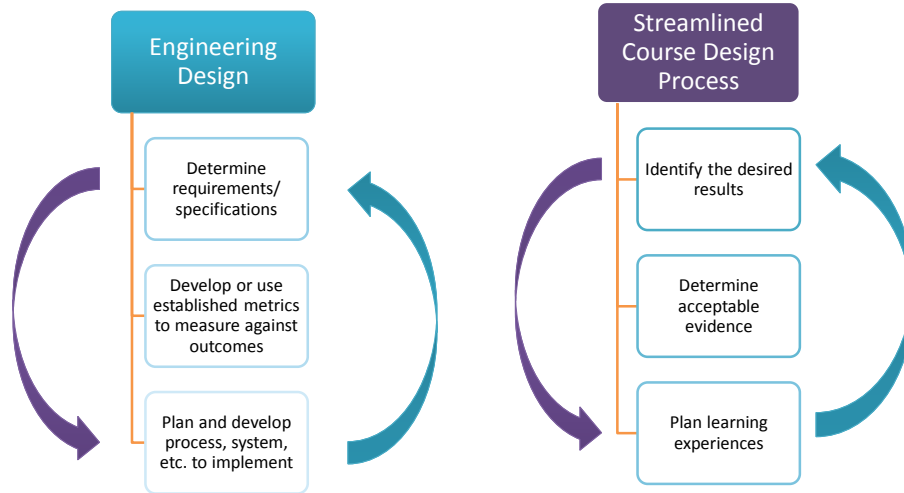 Engineering
Design
Determine
requirements/
specifications
Develop or use
established metrics
to measure against
outcomes
Plan and develop
process, system,
etc. to implement
Streamlined
Course Design
Process
Identify the desired
results
Determine
acceptable
evidence
Plan learning
experiences